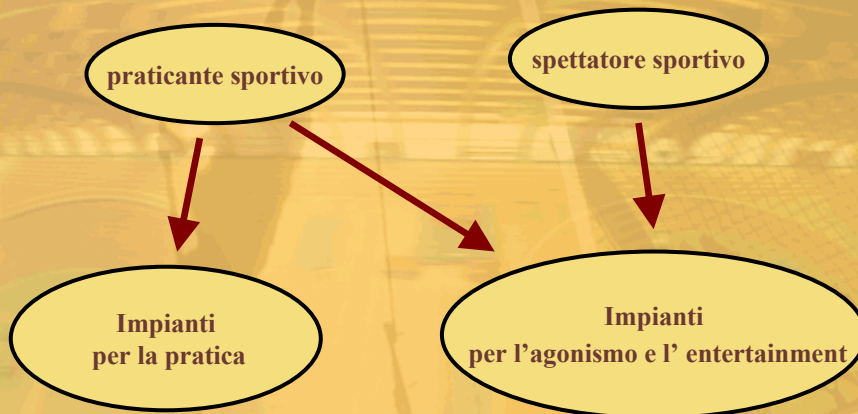 praticante sportivo
spettatore sportivo
Impianti
per la pratica
Impianti
per l’agonismo e l’ entertainment